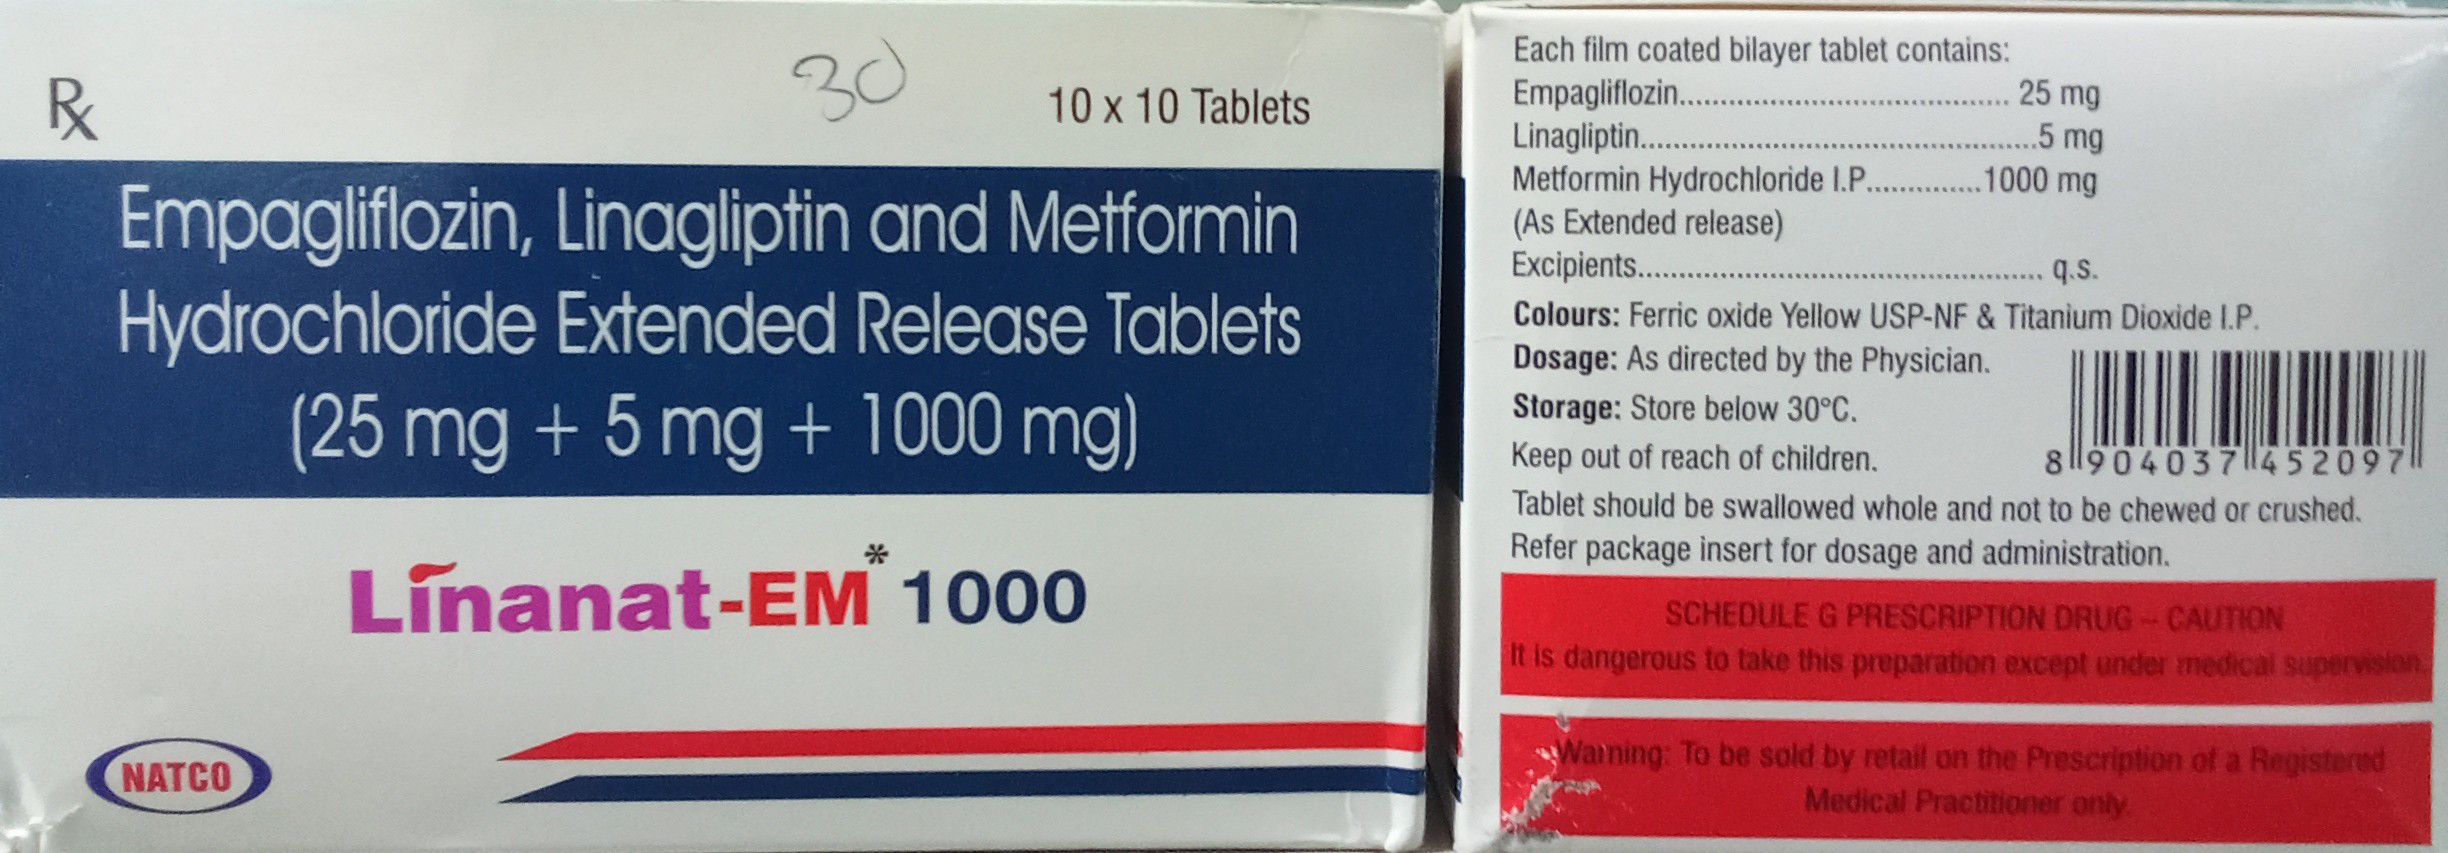 30
Rx
10 x 10 Tablets
Empagliflozin, Linagliptin and Metformin
Hydrochloride Extended Release Tablets
(25 mg + 5 mg + 1000 mg)
Linanat-EM* 1000
NATCO
Each film coated bilayer tablet contains:
Empagliflozin...................................... 25 mg
Linagliptin.............................................5 mg
Metformin Hydrochloride I.P..............1000 mg
(As Extended release)
Excipients.............................................. q.s.
Colours: Ferric oxide Yellow USP-NF & Titanium Dioxide I.P.
Dosage: As directed by the Physician.
Storage: Store below 30°C.
Keep out of reach of children.
8 904037 452097
Tablet should be swallowed whole and not to be chewed or crushed.
Refer package insert for dosage and administration.
SCHEDULE G PRESCRIPTION DRUG – CAUTION
It is dangerous to take this preparation except under medical supervision.
Warning: To be sold by retail on the Prescription of a Registered
Medical Practitioner only.